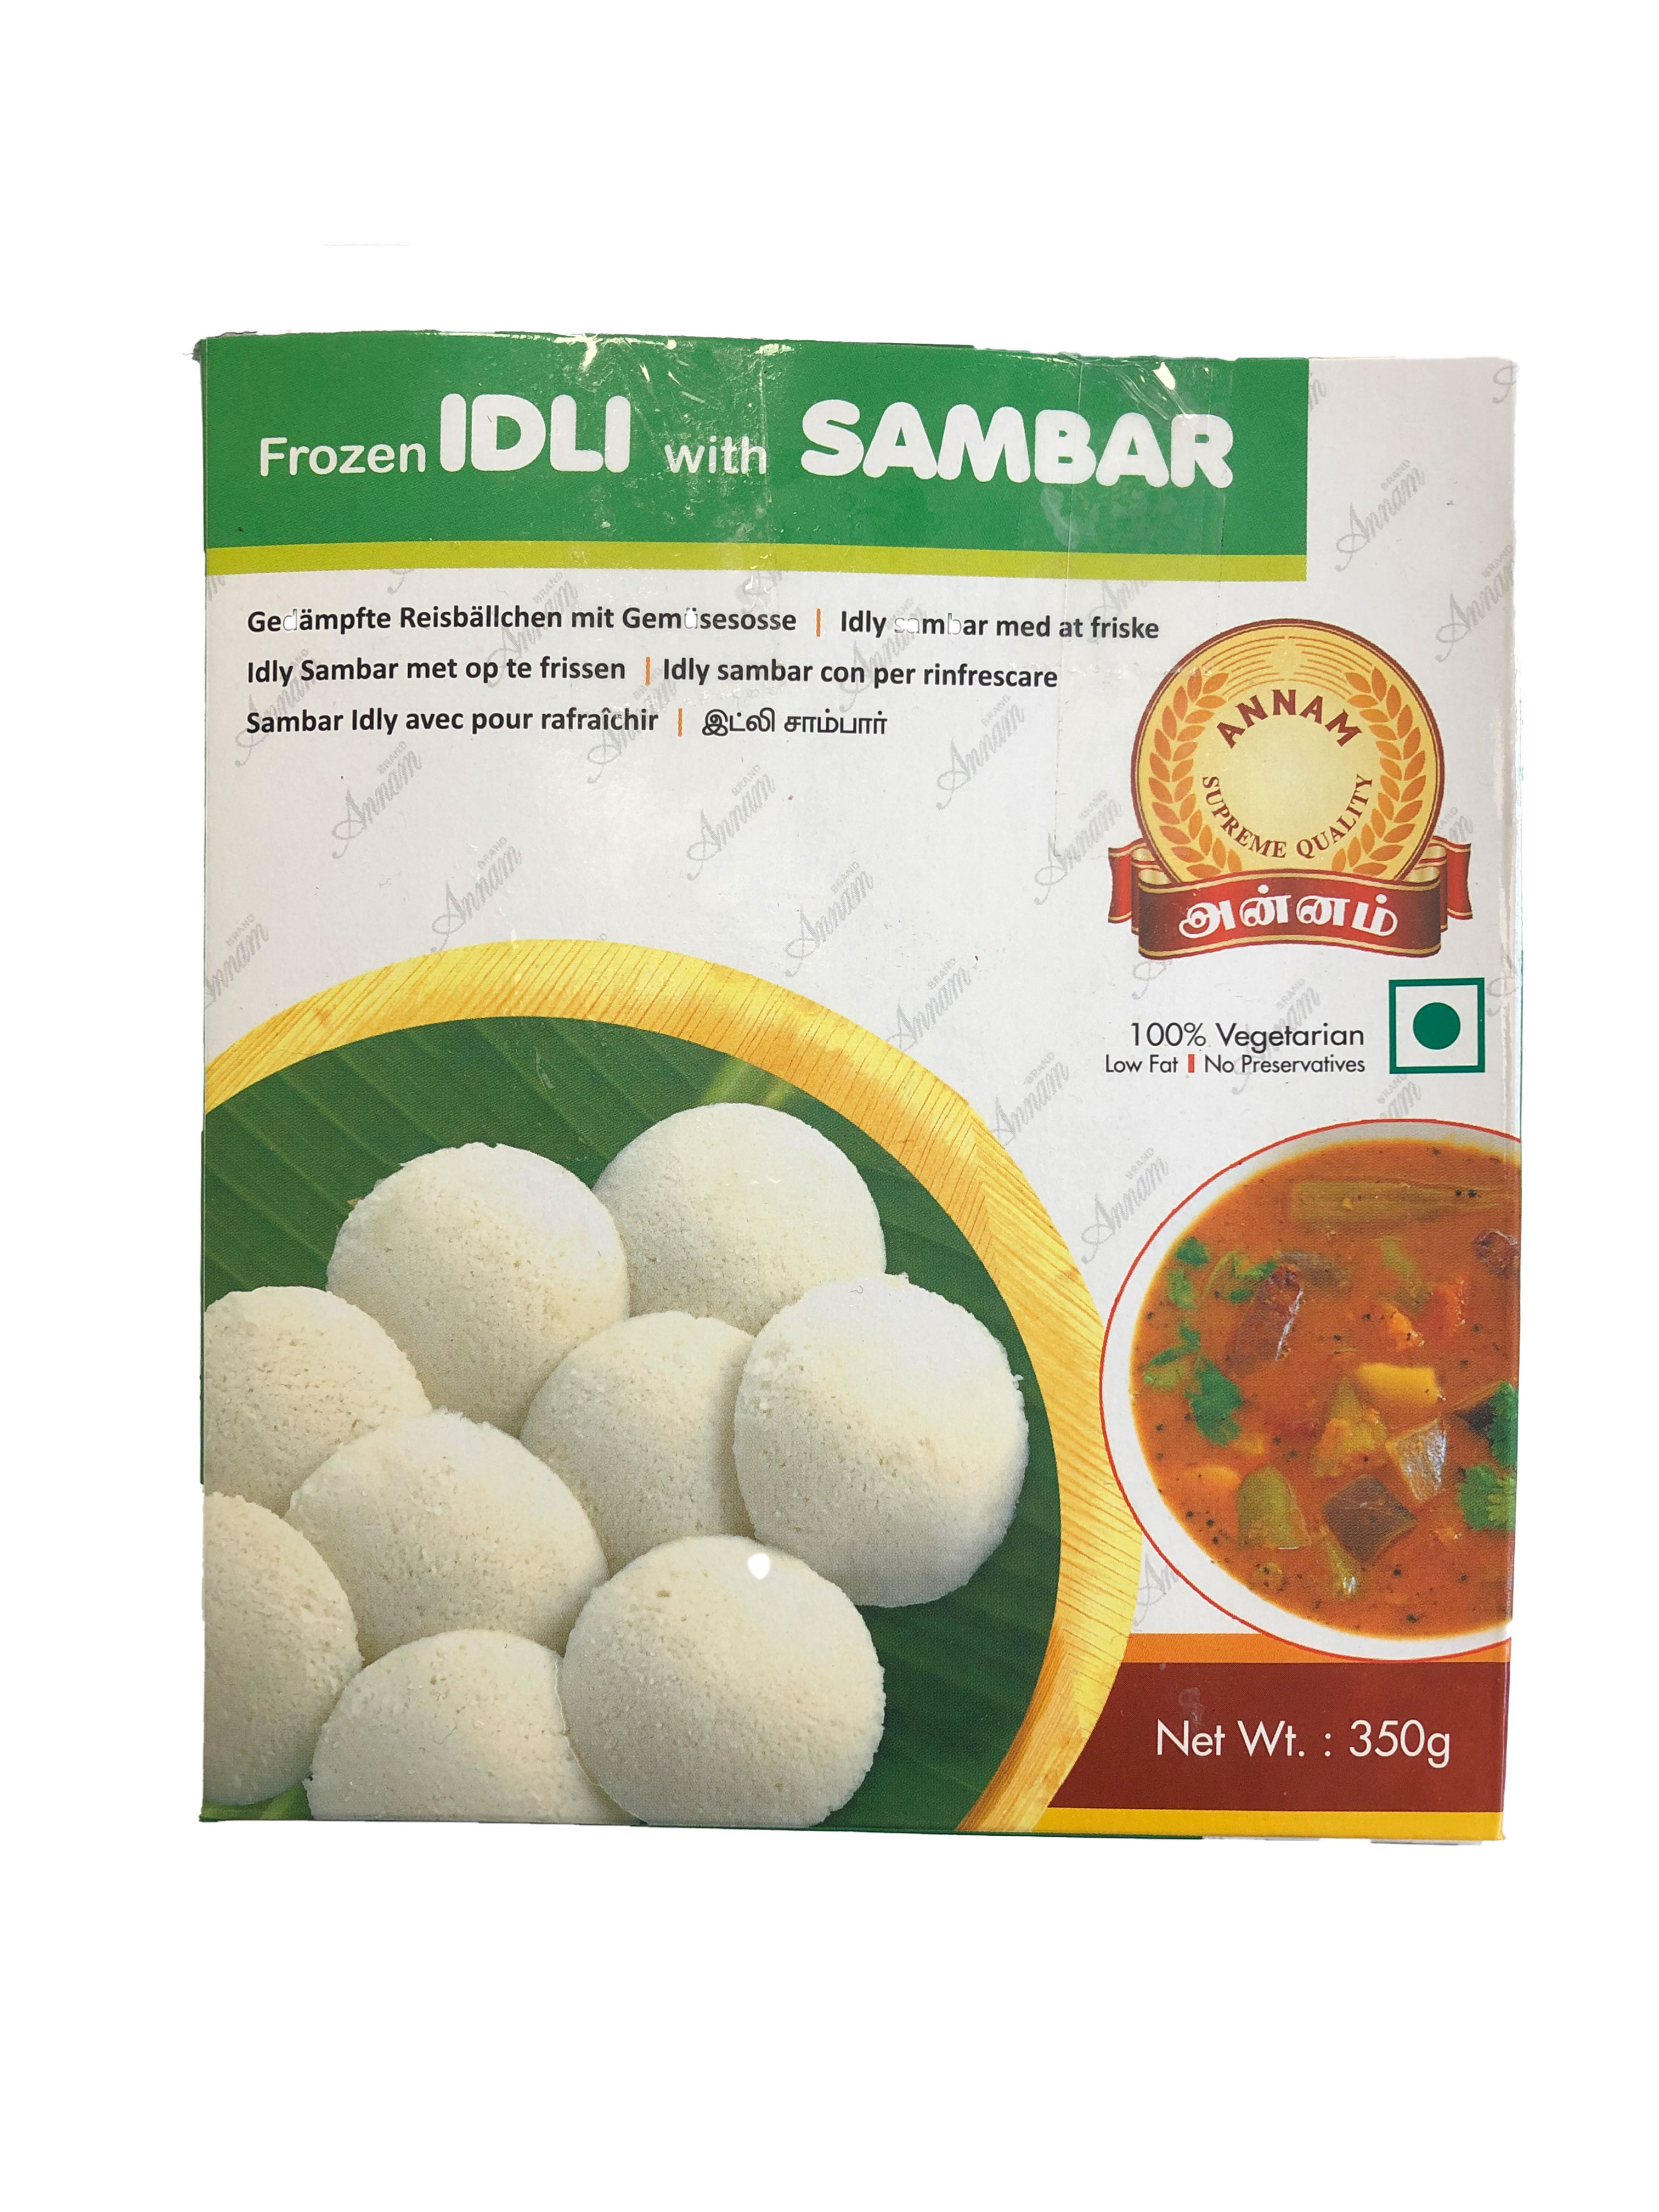 Frozen IDLI with SAMBAR
Gedämpfte Reisbällchen mit Gemüsesosse | Idly sambar med at friske
Idly Sambar met op te frissen | Idly sambar con per rinfrescare
Sambar Idly avec pour rafraîchir | இட்லி சாம்பார்
ANNAM
SUPREME QUALITY
அன்னம்
100% Vegetarian
Low Fat | No Preservatives
Net Wt. : 350g
Annam BRAND